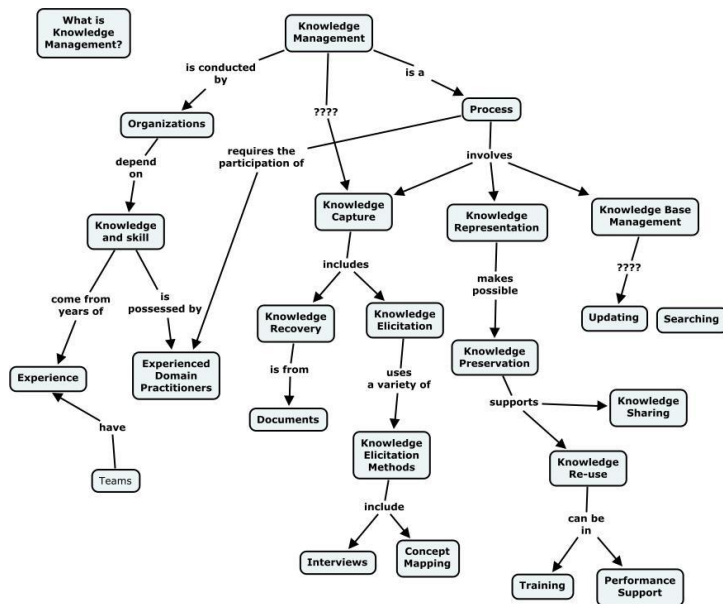 What is
Knowledge
Management?
Knowledge
Management
is conducted
by
????
is a
Organizations
Process
depend
on
requires the
participation of
involves
Knowledge
and skill
Knowledge
Capture
Knowledge
Representation
Knowledge Base
Management
come from
years of
is
possessed by
includes
makes
possible
????
Knowledge
Recovery
Knowledge
Elicitation
Updating
Searching
Experience
Experienced
Domain
Practitioners
is from
uses
a variety of
Knowledge
Preservation
have
Documents
supports
Knowledge
Sharing
Teams
Knowledge
Elicitation
Methods
Knowledge
Re-use
include
can be
in
Interviews
Concept
Mapping
Training
Performance
Support